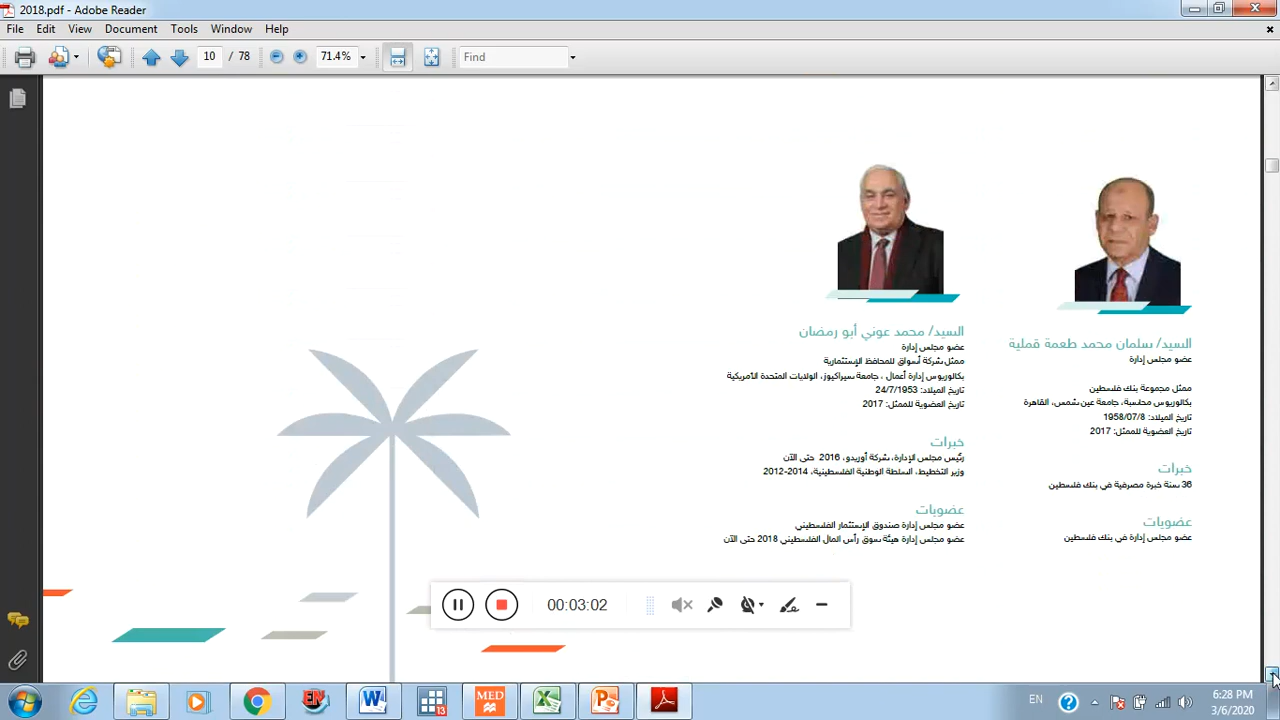 2018.pdf - Adobe Reader
File Edit View Document Tools Window Help
10 / 78 71.4% Find
السيد/ سلمان محمد طعمة قملية
عضو مجلس إدارة
ممثل مجموعة بنك فلسطين
بكالوريوس محاسبة، جامعة عين شمس، القاهرة
تاريخ الميلاد: 1958/07/8
تاريخ العضوية للممثل: 2017
خبرات
36 سنة خبرة مصرفية في بنك فلسطين
عضويات
عضو مجلس إدارة في بنك فلسطين
السيد/ محمد عوني أبو رمضان
عضو مجلس إدارة
ممثل شركة أسواق للمحافظ الإستثمارية
بكالوريوس إدارة أعمال ، جامعة سيراكيوز، الولايات المتحدة الأمريكية
تاريخ الميلاد: 24/7/1953
تاريخ العضوية للممثل: 2017
خبرات
رئيس مجلس الإدارة، شركة أوريدو، 2016 حتى الآن
وزير التخطيط، السلطة الوطنية الفلسطينية، 2014-2012
عضويات
عضو مجلس إدارة صندوق الإستثمار الفلسطيني
عضو مجلس إدارة هيئة سوق رأس المال الفلسطيني 2018 حتى الآن
00:03:02
13
MED
EN
6:28 PM
3/6/2020